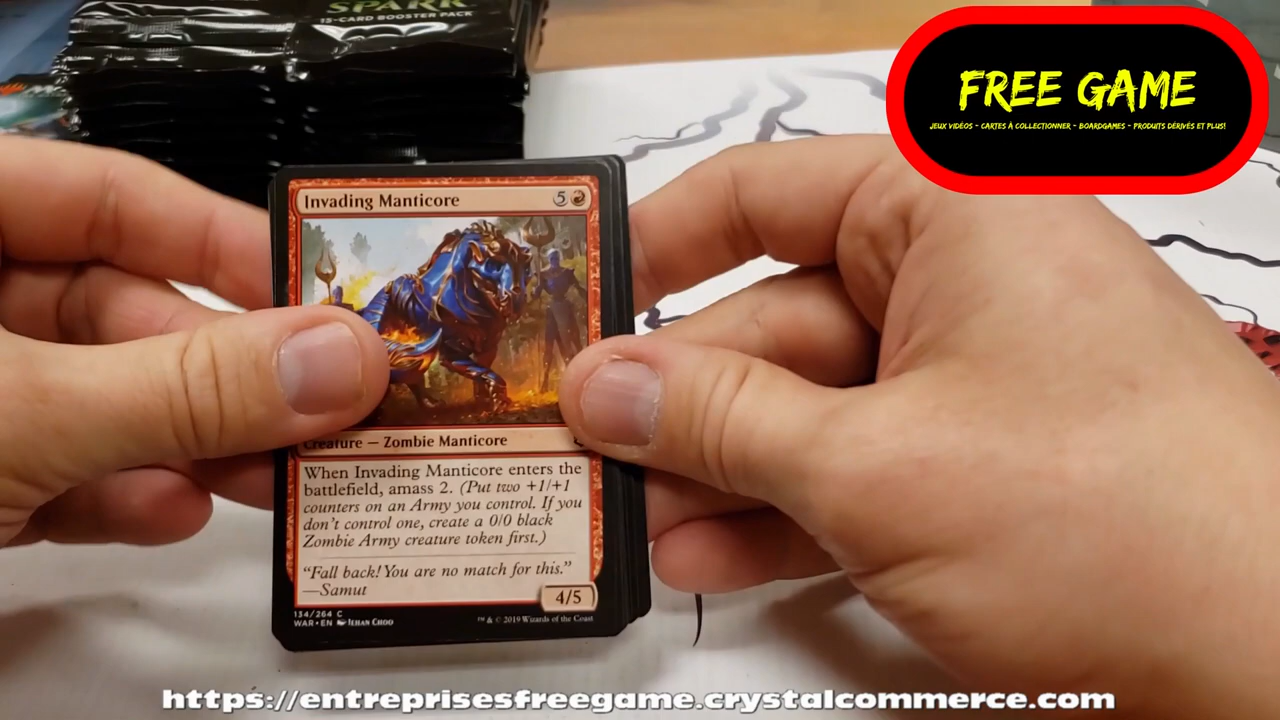 SPARK
15-CARD BOOSTER PACK
FREE GAME
JEUX VIDÉOS - CARTES À COLLECTIONNER - BOARDGAMES - PRODUITS DÉRIVÉS ET PLUS!
Invading Manticore 5
Creature — Zombie Manticore
When Invading Manticore enters the
battlefield, amass 2. (Put two +1/+1
counters on an Army you control. If you
don't control one, create a 0/0 black
Zombie Army creature token first.)
"Fall back! You are no match for this."
—Samut
4/5
134/264 C
WAR • EN Jehan Choo
™ & © 2019 Wizards of the Coast
https://entreprisesfreegame.crystalcommerce.com